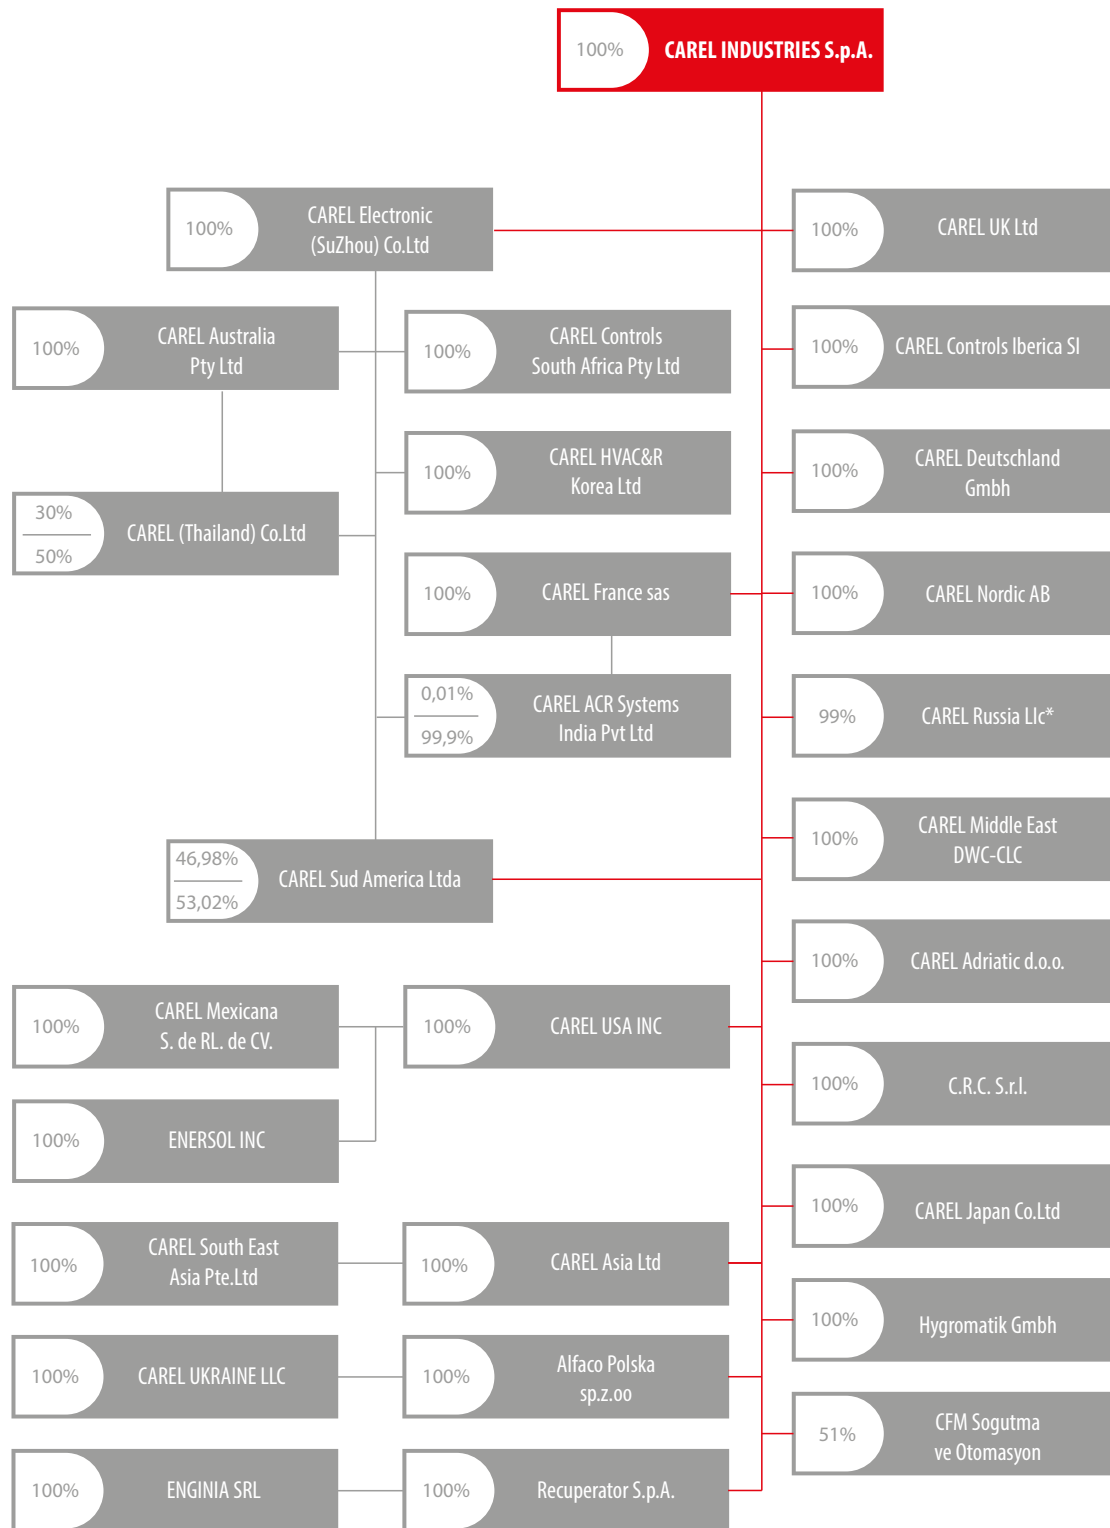 100%
CAREL INDUSTRIES S.p.A.
100%
CAREL Electronic
(SuZhou) Co.Ltd
100%
CAREL UK Ltd
100%
CAREL Australia
Pty Ltd
100%
CAREL Controls
South Africa Pty Ltd
100%
CAREL Controls Iberica Sl
100%
CAREL HVAC&R
Korea Ltd
100%
CAREL Deutschland
Gmbh
30%
50%
CAREL (Thailand) Co.Ltd
100%
CAREL France sas
100%
CAREL Nordic AB
0,01%
99,9%
CAREL ACR Systems
India Pvt Ltd
99%
CAREL Russia Llc*
100%
CAREL Middle East
DWC-CLC
46,98%
53,02%
CAREL Sud America Ltda
100%
CAREL Adriatic d.o.o.
100%
CAREL Mexicana
S. de RL. de CV.
100%
CAREL USA INC
100%
C.R.C. S.r.l.
100%
ENERSOL INC
100%
CAREL Japan Co.Ltd
100%
CAREL South East
Asia Pte.Ltd
100%
CAREL Asia Ltd
100%
Hygromatik Gmbh
100%
CAREL UKRAINE LLC
100%
Alfaco Polska
sp.z.oo
51%
CFM Sogutma
ve Otomasyon
100%
ENGINIA SRL
100%
Recuperator S.p.A.